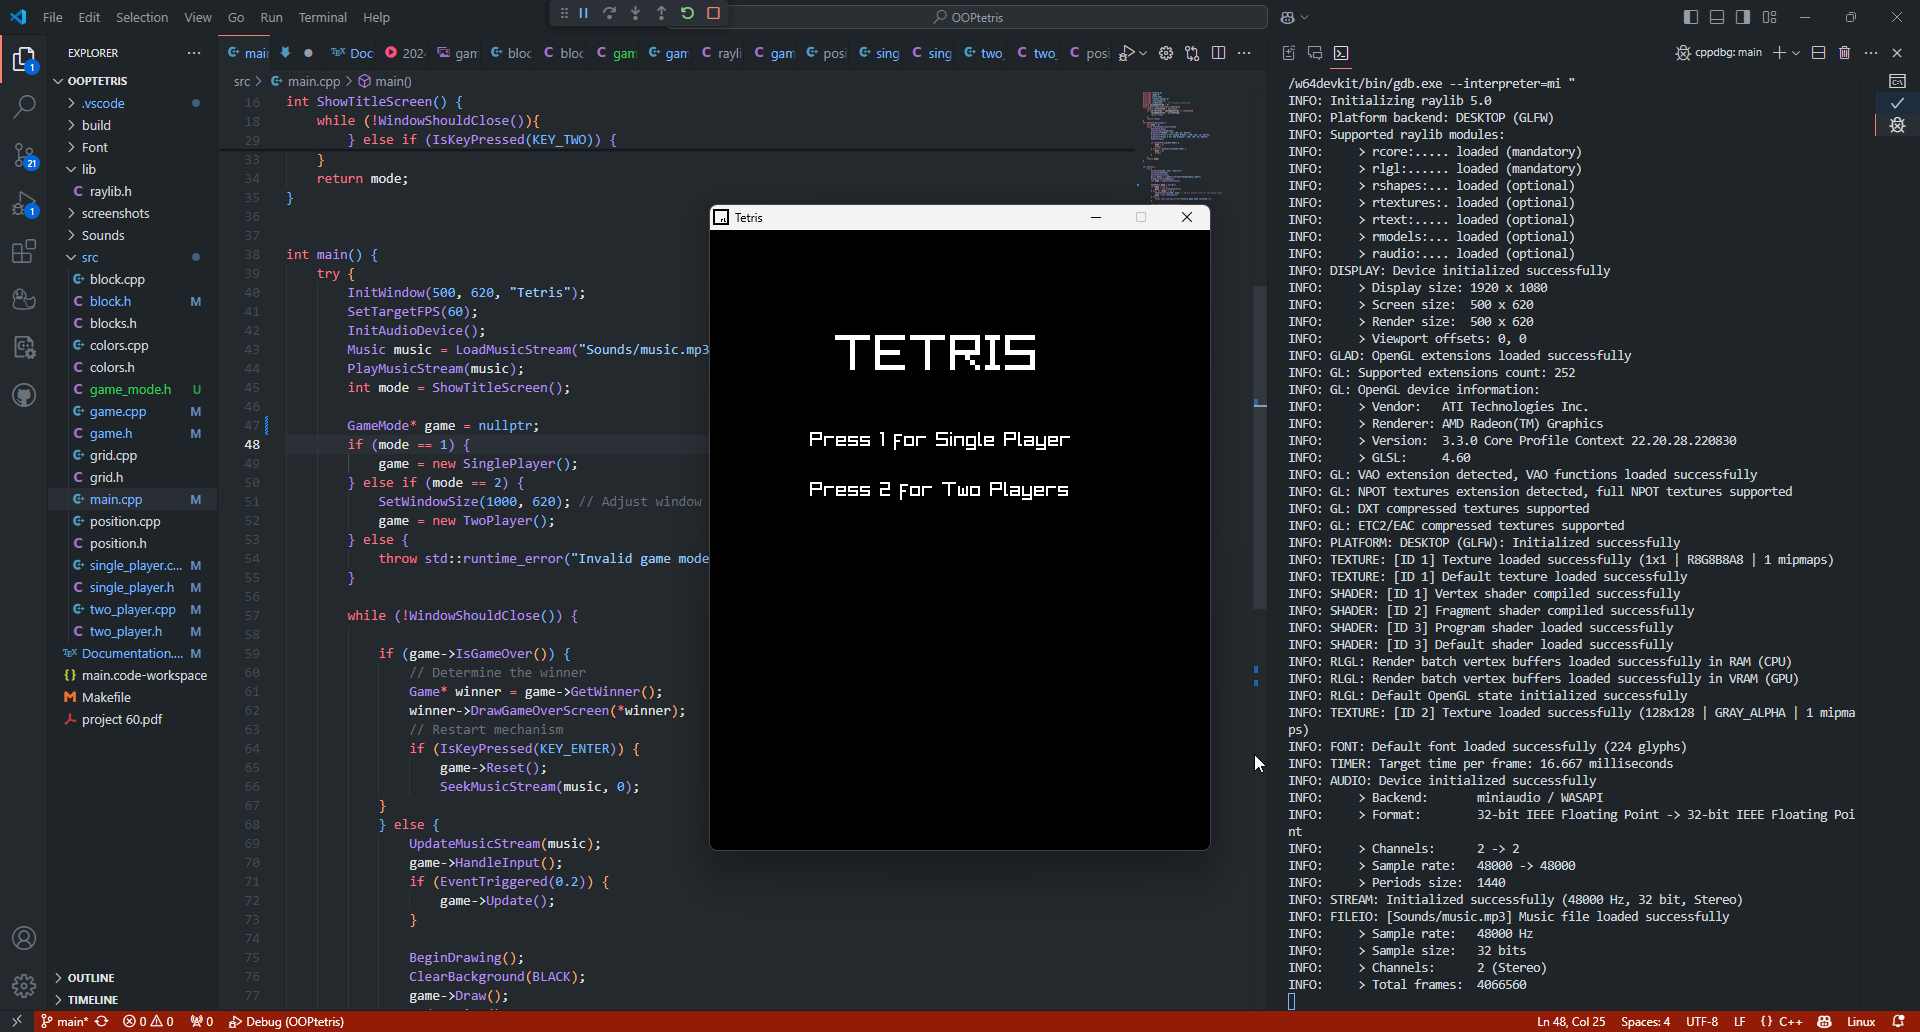 File Edit Selection View Go Run Terminal Help
OOPtetris
EXPLORER
OOPTETRIS
.vscode
build
Font
lib
raylib.h
screenshots
Sounds
src
block.cpp
block.h M
blocks.h
colors.cpp
colors.h
game_mode.h U
game.cpp M
game.h M
grid.cpp
grid.h
main.cpp M
position.cpp
position.h
single_player.c... M
single_player.h M
two_player.cpp M
two_player.h M
Documentation.... M
main.code-workspace
Makefile
project 60.pdf
OUTLINE
TIMELINE
1
21
1
mai Doc 202 gam bloc bloc gam gam rayli gam posi sing sing two_ two_ posi
src > main.cpp > main()
16 int ShowTitleScreen() {
18 while (!WindowShouldClose()){
29 } else if (IsKeyPressed(KEY_TWO)) {
33 }
34 return mode;
35 }
36
37
38 int main() {
39 try {
40 InitWindow(500, 620, "Tetris");
41 SetTargetFPS(60);
42 InitAudioDevice();
43 Music music = LoadMusicStream("Sounds/music.mp3
44 PlayMusicStream(music);
45 int mode = ShowTitleScreen();
46
47 GameMode* game = nullptr;
48 if (mode == 1) {
49 game = new SinglePlayer();
50 } else if (mode == 2) {
51 SetWindowSize(1000, 620); // Adjust window
52 game = new TwoPlayer();
53 } else {
54 throw std::runtime_error("Invalid game mode
55 }
56
57 while (!WindowShouldClose()) {
58
59 if (game->IsGameOver()) {
60 // Determine the winner
61 Game* winner = game->GetWinner();
62 winner->DrawGameOverScreen(*winner);
63 // Restart mechanism
64 if (IsKeyPressed(KEY_ENTER)) {
65 game->Reset();
66 SeekMusicStream(music, 0);
67 }
68 } else {
69 UpdateMusicStream(music);
70 game->HandleInput();
71 if (EventTriggered(0.2)) {
72 game->Update();
73 }
74
75 BeginDrawing();
76 ClearBackground(BLACK);
77 game->Draw();
Tetris
TETRIS
Press 1 for Single Player
Press 2 for Two Players
cppdbg: main
/w64devkit/bin/gdb.exe --interpreter=mi "
INFO: Initializing raylib 5.0
INFO: Platform backend: DESKTOP (GLFW)
INFO: Supported raylib modules:
INFO: > rcore:..... loaded (mandatory)
INFO: > rlgl:...... loaded (mandatory)
INFO: > rshapes:... loaded (optional)
INFO: > rtextures:. loaded (optional)
INFO: > rtext:..... loaded (optional)
INFO: > rmodels:... loaded (optional)
INFO: > raudio:.... loaded (optional)
INFO: DISPLAY: Device initialized successfully
INFO: > Display size: 1920 x 1080
INFO: > Screen size: 500 x 620
INFO: > Render size: 500 x 620
INFO: > Viewport offsets: 0, 0
INFO: GLAD: OpenGL extensions loaded successfully
INFO: GL: Supported extensions count: 252
INFO: GL: OpenGL device information:
INFO: > Vendor: ATI Technologies Inc.
INFO: > Renderer: AMD Radeon(TM) Graphics
INFO: > Version: 3.3.0 Core Profile Context 22.20.28.220830
INFO: > GLSL: 4.60
INFO: GL: VAO extension detected, VAO functions loaded successfully
INFO: GL: NPOT textures extension detected, full NPOT textures supported
INFO: GL: DXT compressed textures supported
INFO: GL: ETC2/EAC compressed textures supported
INFO: PLATFORM: DESKTOP (GLFW): Initialized successfully
INFO: TEXTURE: [ID 1] Texture loaded successfully (1x1 | R8G8B8A8 | 1 mipmaps)
INFO: TEXTURE: [ID 1] Default texture loaded successfully
INFO: SHADER: [ID 1] Vertex shader compiled successfully
INFO: SHADER: [ID 2] Fragment shader compiled successfully
INFO: SHADER: [ID 3] Program shader loaded successfully
INFO: SHADER: [ID 3] Default shader loaded successfully
INFO: RLGL: Render batch vertex buffers loaded successfully in RAM (CPU)
INFO: RLGL: Render batch vertex buffers loaded successfully in VRAM (GPU)
INFO: RLGL: Default OpenGL state initialized successfully
INFO: TEXTURE: [ID 2] Texture loaded successfully (128x128 | GRAY_ALPHA | 1 mipma
ps)
INFO: FONT: Default font loaded successfully (224 glyphs)
INFO: TIMER: Target time per frame: 16.667 milliseconds
INFO: AUDIO: Device initialized successfully
INFO: > Backend: miniaudio / WASAPI
INFO: > Format: 32-bit IEEE Floating Point -> 32-bit IEEE Floating Poi
nt
INFO: > Channels: 2 -> 2
INFO: > Sample rate: 48000 -> 48000
INFO: > Periods size: 1440
INFO: STREAM: Initialized successfully (48000 Hz, 32 bit, Stereo)
INFO: FILEIO: [Sounds/music.mp3] Music file loaded successfully
INFO: > Sample rate: 48000 Hz
INFO: > Sample size: 32 bits
INFO: > Channels: 2 (Stereo)
INFO: > Total frames: 4066560
main* 0 0 0 Debug (OOPtetris)
Ln 48, Col 25 Spaces: 4 UTF-8 LF {} C++ Linux